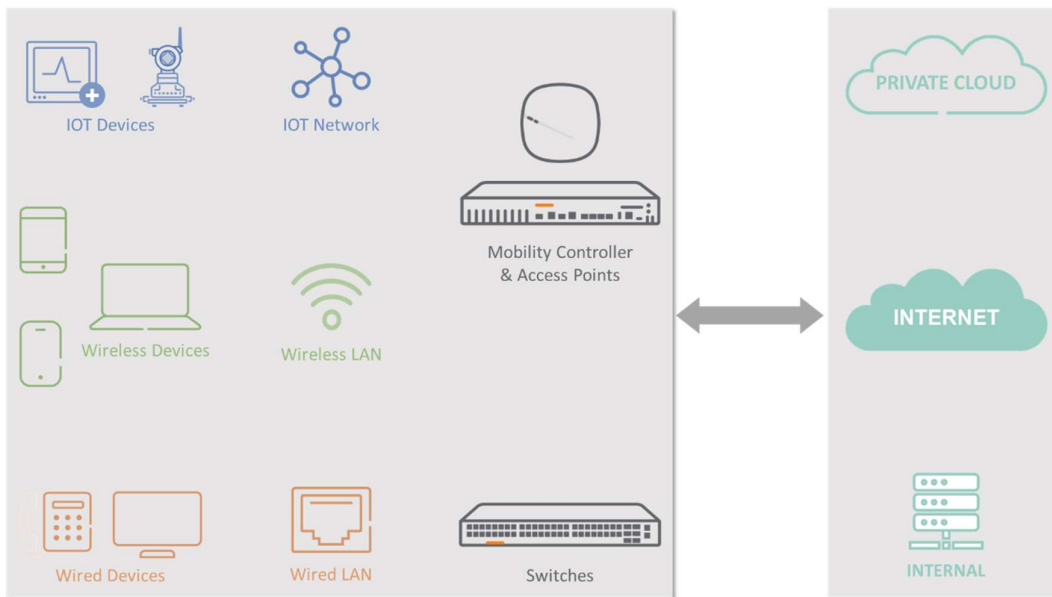 IOT Devices
IOT Network
Mobility Controller
& Access Points
Wireless Devices
Wireless LAN
Wired Devices
Wired LAN
Switches
PRIVATE CLOUD
INTERNET
INTERNAL